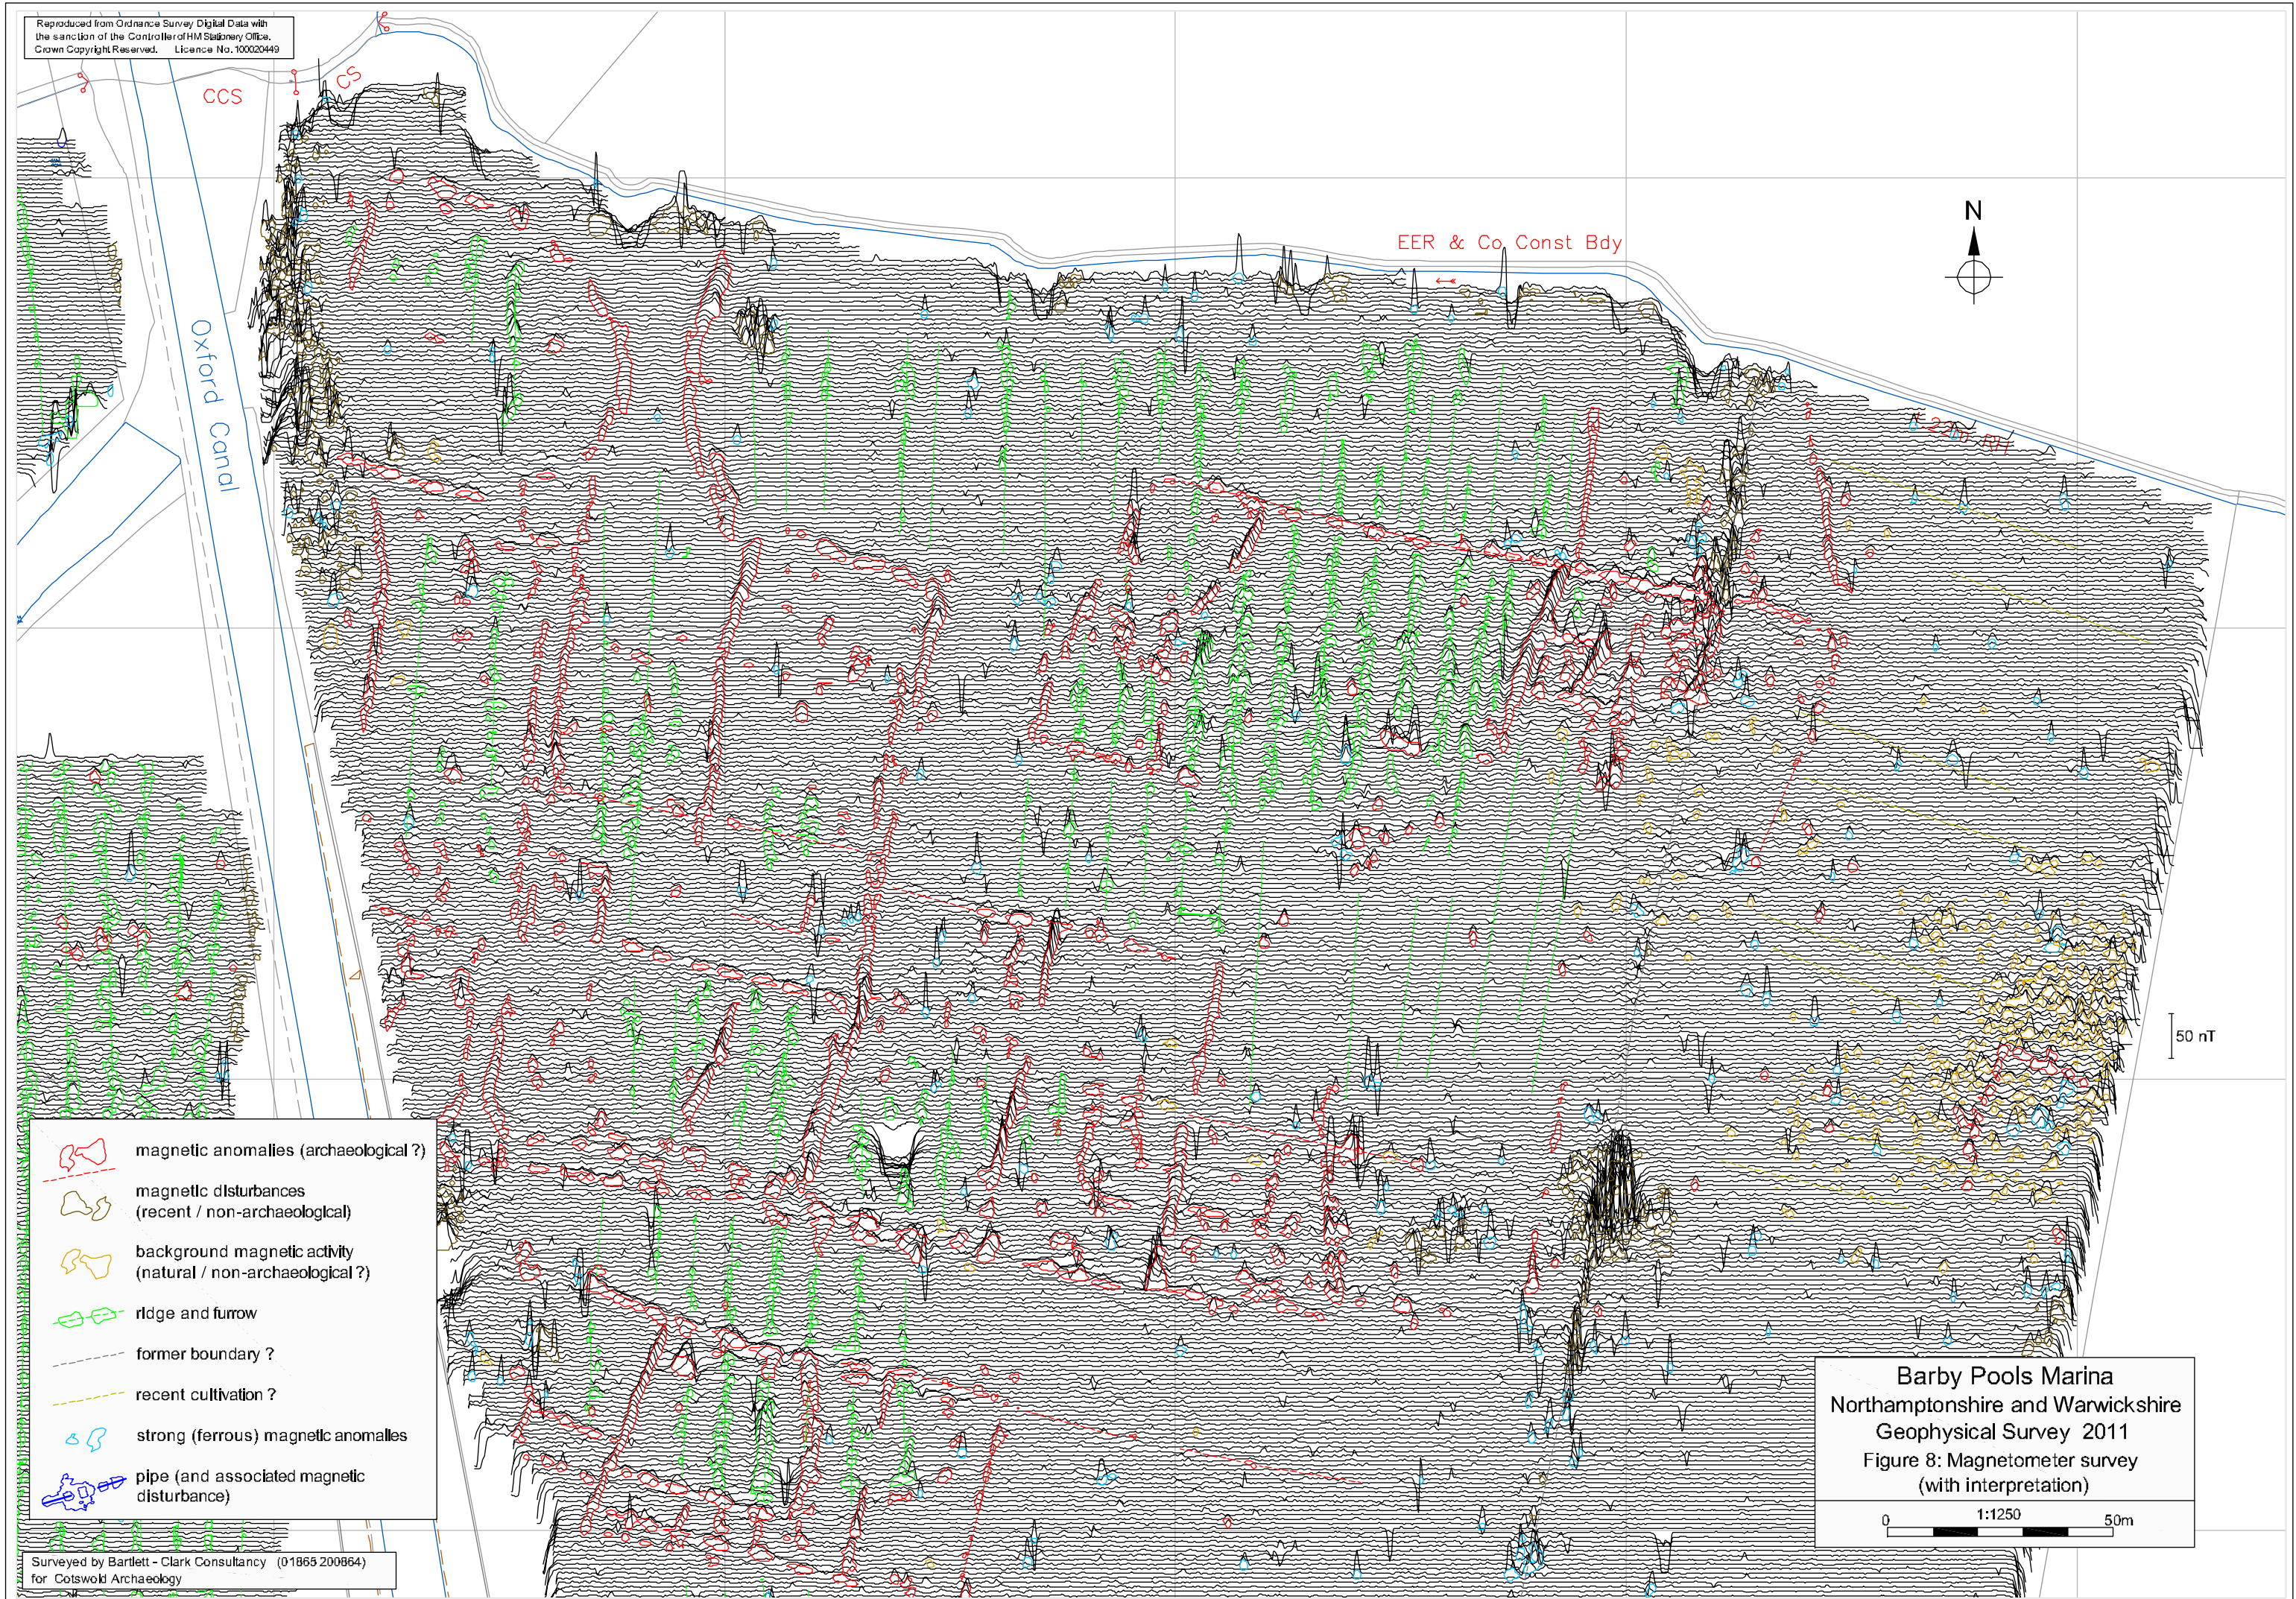 Reproduced from Ordnance Survey Digital Data with
the sanction of the Controller of HM Stationery Office.
Crown Copyright Reserved. Licence No. 100020449
CCS
CS
Oxford Canal
EER & Co Const Bdy
N
1.22m RH
50 nT
magnetic anomalies (archaeological ?)
magnetic disturbances
(recent / non-archaeological)
background magnetic activity
(natural / non-archaeological ?)
ridge and furrow
former boundary ?
recent cultivation ?
strong (ferrous) magnetic anomalies
pipe (and associated magnetic
disturbance)
Surveyed by Bartlett - Clark Consultancy (01865 200864)
for Cotswold Archaeology
Barby Pools Marina
Northamptonshire and Warwickshire
Geophysical Survey 2011
Figure 8: Magnetometer survey
(with interpretation)
1:1250
0 50m